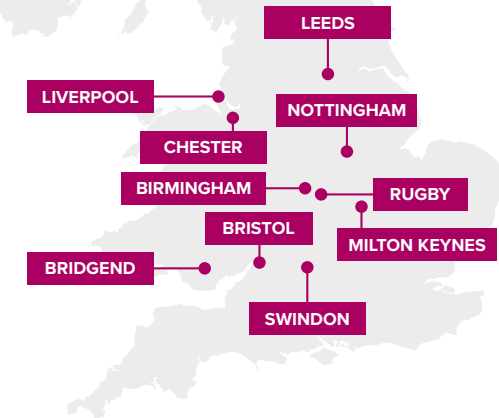 LEEDS
LIVERPOOL
NOTTINGHAM
CHESTER
BIRMINGHAM
RUGBY
BRISTOL
MILTON KEYNES
BRIDGEND
SWINDON